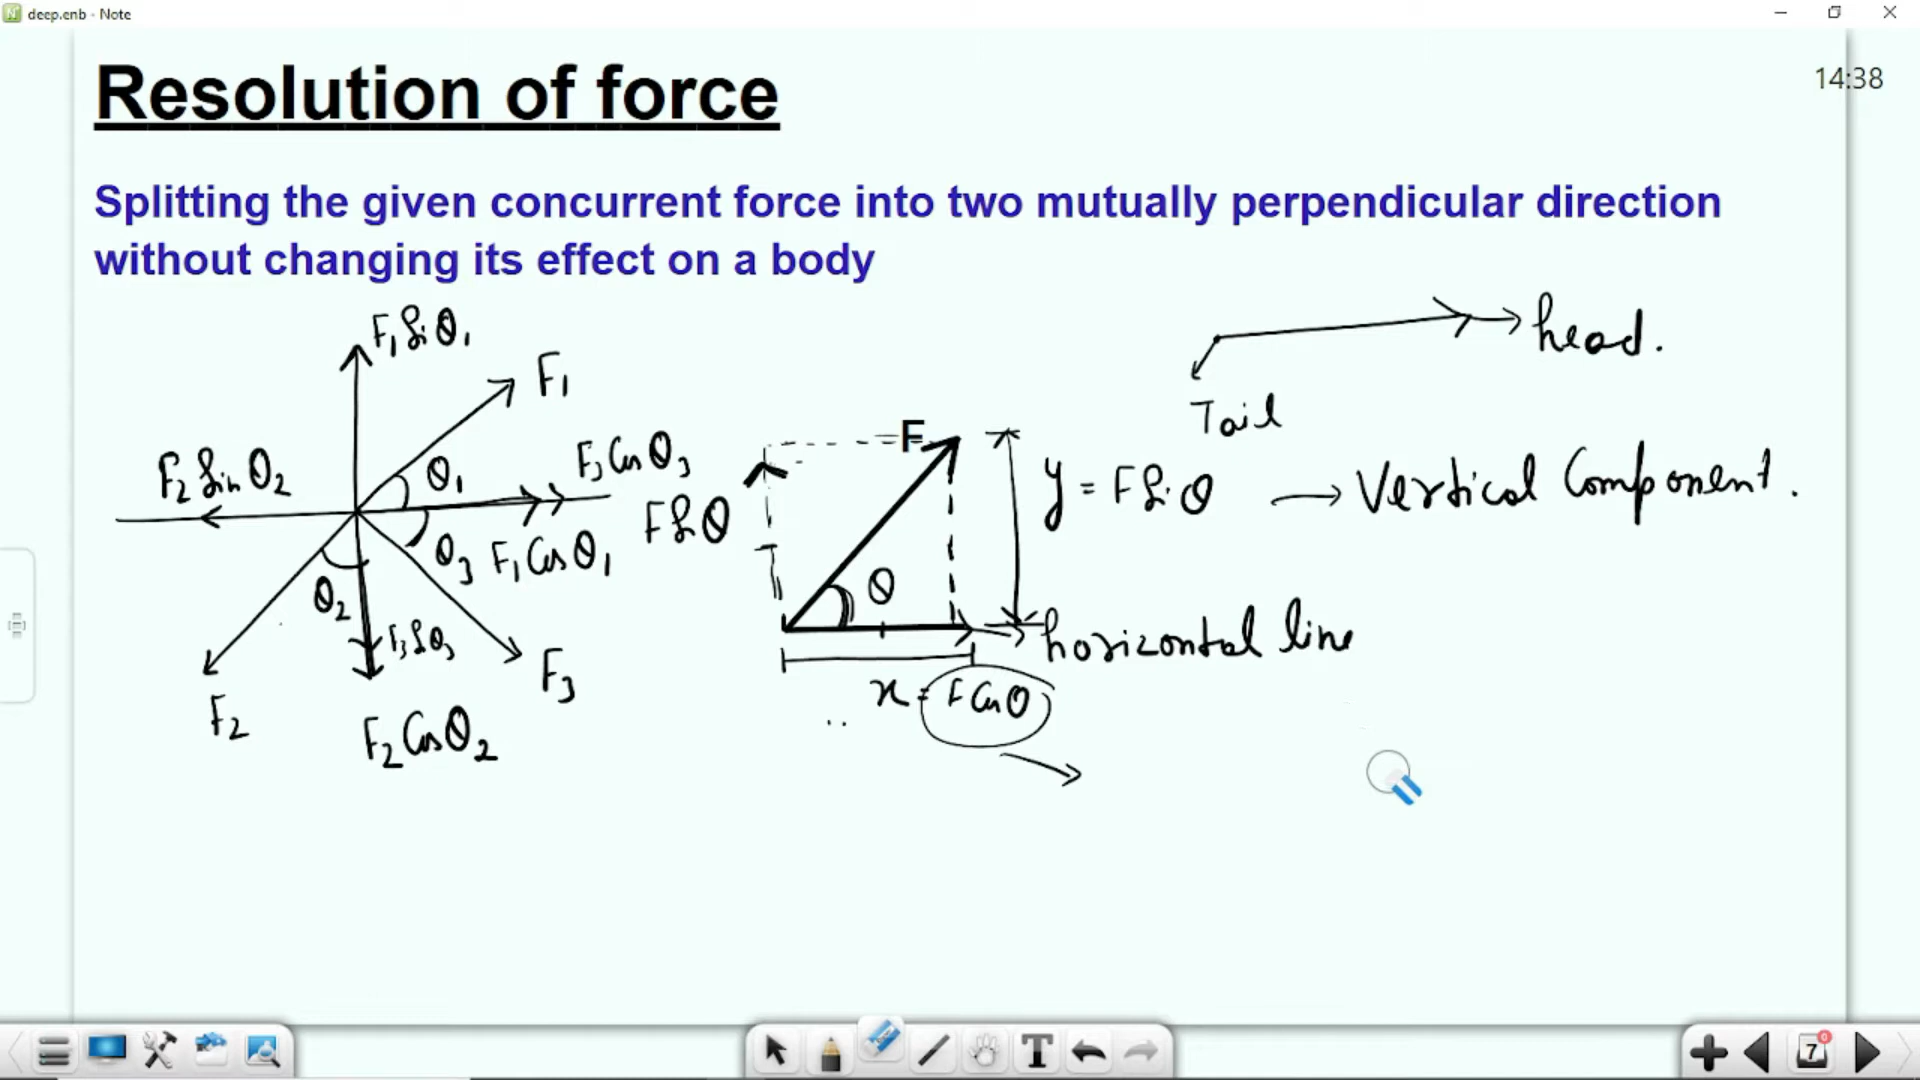 deep.enb - Note
14:38
Resolution of force
Splitting the given concurrent force into two mutually perpendicular direction
without changing its effect on a body
F₁ Sin θ₁
F₁
F₂ Sin θ₂
θ₁
F₃ Cos θ₃
θ₃
F₁ Cos θ₁
θ₂
F₃ Sin θ₃
F₂
F₃
F₂ Cos θ₂
head.
Tail
F
F Sin θ
θ
y = F Sin θ → Vertical Component.
horizontal line
x = F Cos θ
7
0